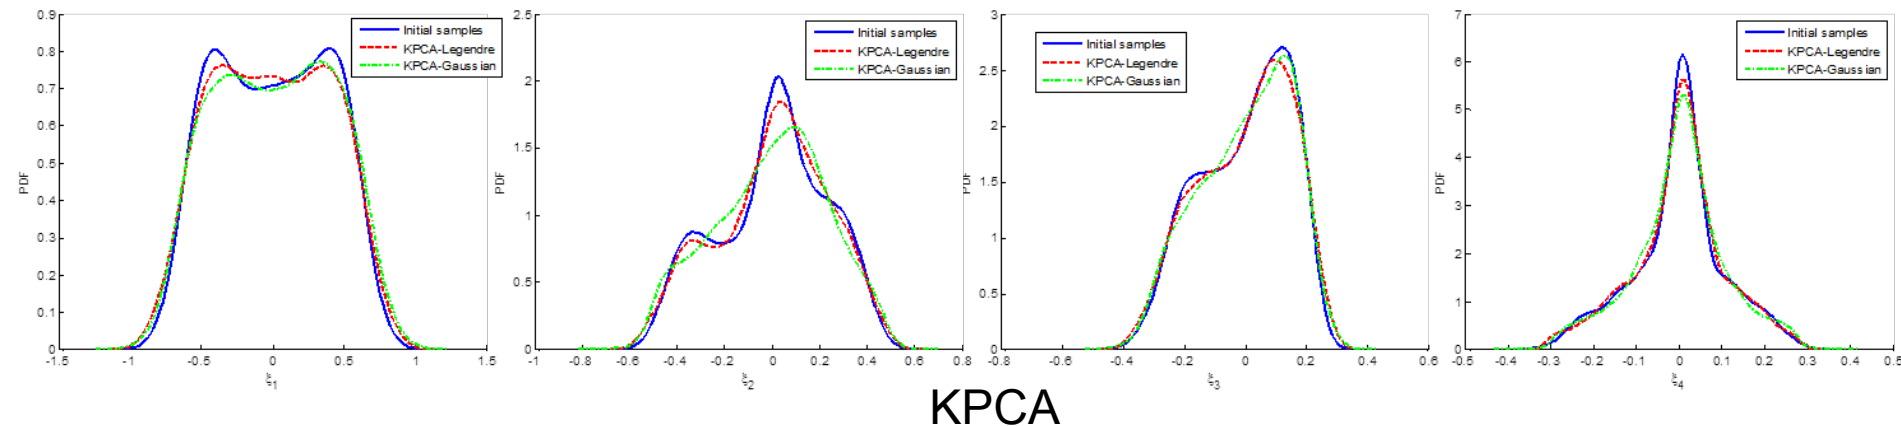 0.9
0.8
0.7
0.6
0.5
0.4
0.3
0.2
0.1
0
-1.5 -1 -0.5 0 0.5 1 1.5
PDF
ξ1
Initial samples
KPCA-Legendre
KPCA-Gaussian
2.5
2
1.5
1
0.5
0
-1 -0.8 -0.6 -0.4 -0.2 0 0.2 0.4 0.6 0.8
PDF
ξ2
Initial samples
KPCA-Legendre
KPCA-Gaussian
3
2.5
2
1.5
1
0.5
0
-0.8 -0.6 -0.4 -0.2 0 0.2 0.4 0.6
PDF
ξ3
Initial samples
KPCA-Legendre
KPCA-Gaussian
7
6
5
4
3
2
1
0
-0.5 -0.4 -0.3 -0.2 -0.1 0 0.1 0.2 0.3 0.4 0.5
PDF
ξ4
Initial samples
KPCA-Legendre
KPCA-Gaussian
KPCA